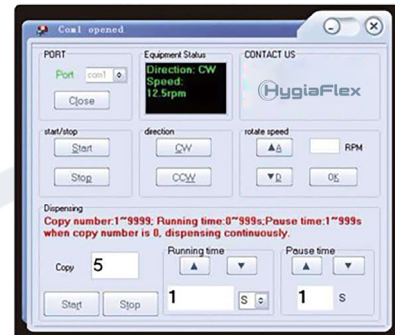 Com1 opened
PORT
Port com1
Close
Equipment Status
Direction: CW
Speed:
12.5rpm
CONTACT US
HygiaFlex
start/stop
Start
Stop
direction
CW
CCW
rotate speed
▲A RPM
▼D OK
Dispensing
Copy number:1~9999; Running time:0~999s;Pause time:1~999s
when copy number is 0, dispensing continuously.
Copy 5
Start Stop
Running time
▲ ▼
1 S
Pause time
▲ ▼
1 S